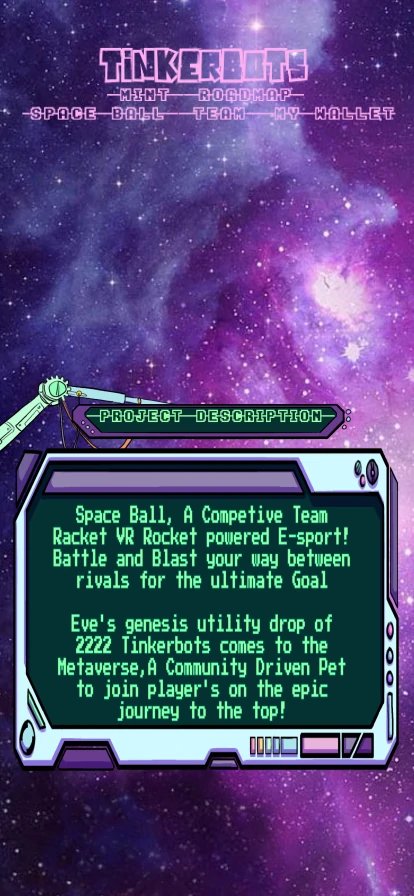 TiNKERBOTS
MINT ROADMAP
SPACE BALL TEAM MY WALLET
PROJECT DESCRIPTION
Space Ball, A Competive Team
Racket VR Rocket powered E-sport!
Battle and Blast your way between
rivals for the ultimate Goal
Eve's genesis utility drop of
2222 Tinkerbots comes to the
Metaverse,A Community Driven Pet
to join player's on the epic
journey to the top!